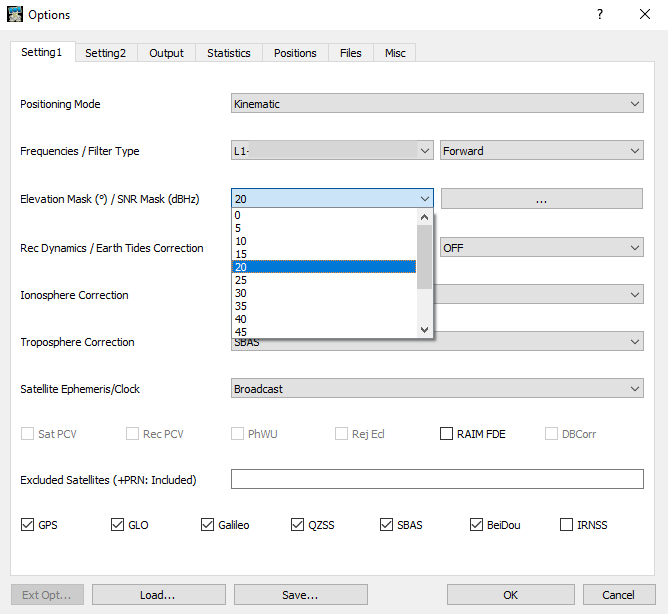 Options
Setting1 Setting2 Output Statistics Positions Files Misc
Positioning Mode Kinematic
Frequencies / Filter Type L1- Forward
Elevation Mask (°) / SNR Mask (dBHz) 20 ...
0
5
10
15
Rec Dynamics / Earth Tides Correction OFF
20
25
30
Ionosphere Correction
35
40
45
Troposphere Correction SBAS
Satellite Ephemeris/Clock Broadcast
Sat PCV Rec PCV PhWU Rej Ecl RAIM FDE DBCorr
Excluded Satellites (+PRN: Included)
GPS GLO Galileo QZSS SBAS BeiDou IRNSS
Ext Opt... Load... Save... OK Cancel